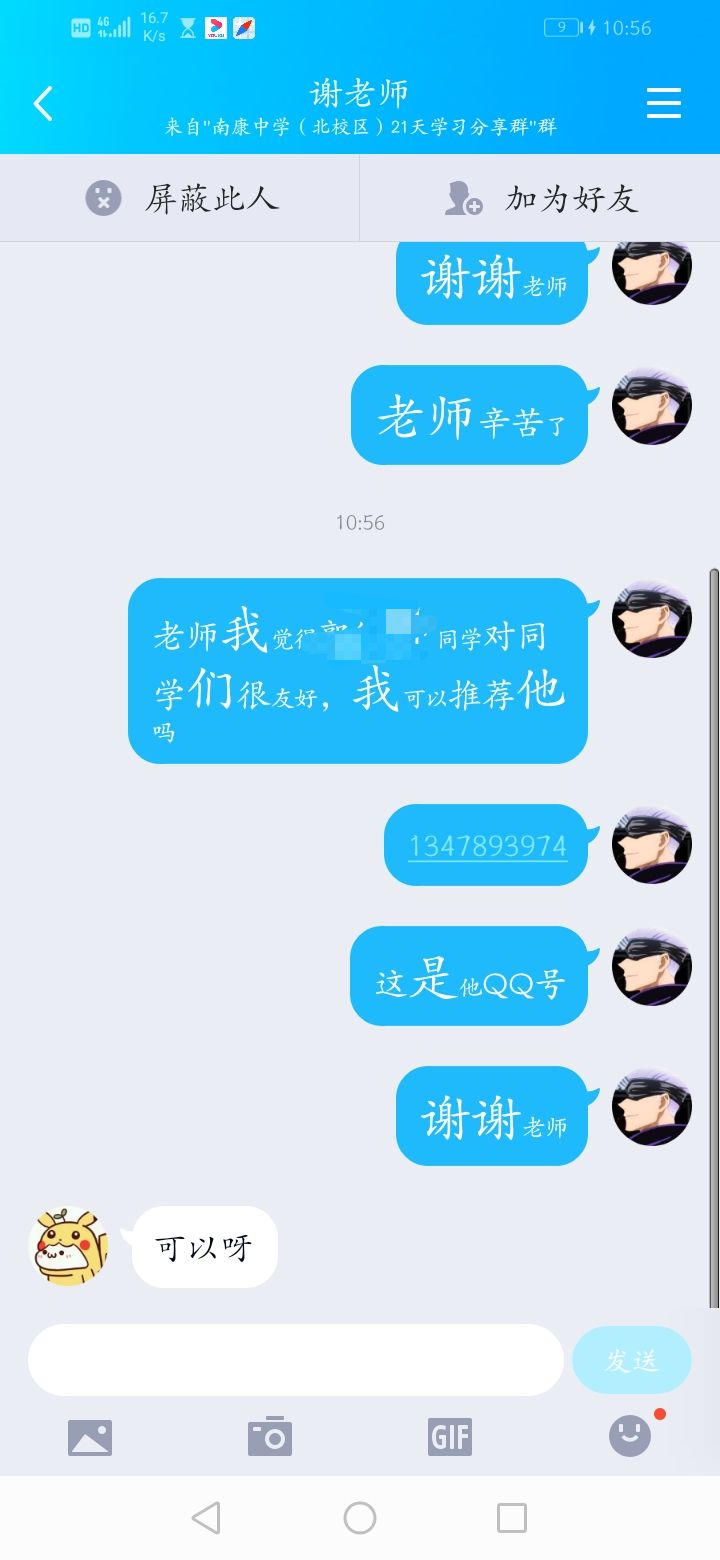 HD 4G 16.7 K/s 9 10:56
谢老师
来自"南康中学（北校区）21天学习分享群"群
屏蔽此人 加为好友
谢谢老师
老师辛苦了
10:56
老师我觉得 同学对同
学们很友好，我可以推荐他
吗
1347893974
这是他QQ号
谢谢老师
可以呀
发送
GIF